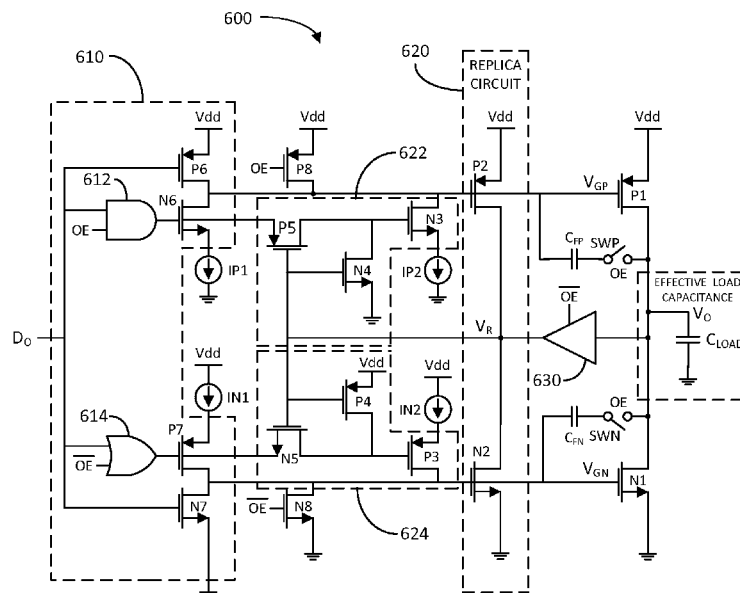 600
610
620
REPLICA
CIRCUIT
Vdd
Vdd
Vdd
Vdd
P6
OE
P8
622
P2
612
VGP
P1
N6
P5
N3
OE
CFP
SWP
OE
IP1
N4
IP2
EFFECTIVE LOAD
CAPACITANCE
OE
DO
VR
VO
CLOAD
Vdd
Vdd
Vdd
630
IN1
P4
IN2
OE
614
P7
CFN
SWN
OE
N5
P3
N2
VGN
N1
N7
OE
N8
624